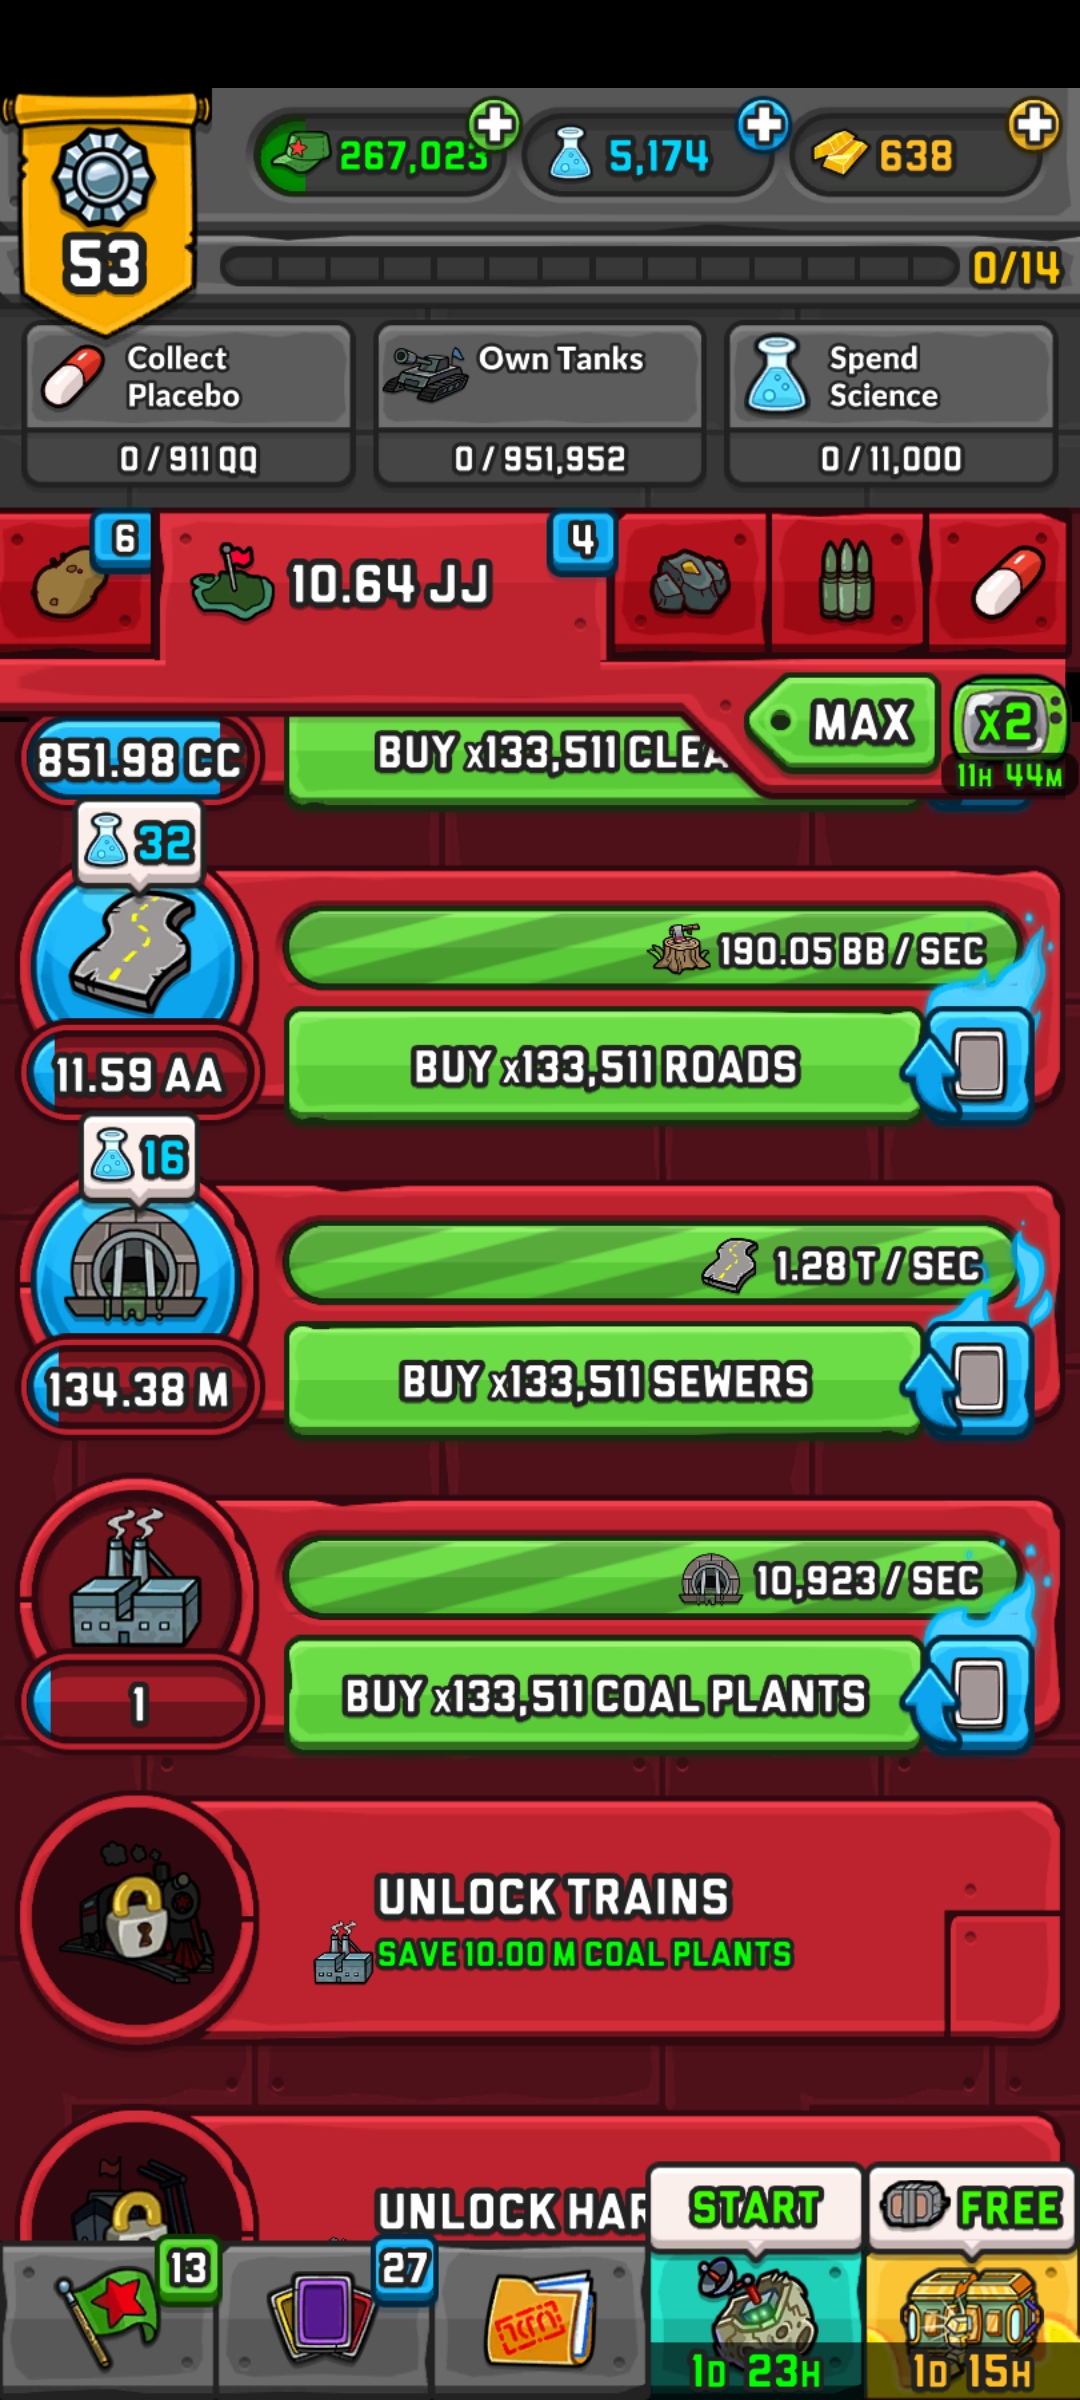 267,023
5,174
638
53
0/14
Collect
Placebo
0 / 911 QQ
Own Tanks
0 / 951,952
Spend
Science
0 / 11,000
6
10.64 JJ
4
MAX
x2
11H 44M
851.98 CC
BUY x133,511 CLEA
32
190.05 BB / SEC
11.59 AA
BUY x133,511 ROADS
16
1.28 T / SEC
134.38 M
BUY x133,511 SEWERS
10,923 / SEC
1
BUY x133,511 COAL PLANTS
UNLOCK TRAINS
SAVE 10.00 M COAL PLANTS
UNLOCK HAR
START
FREE
13
27
1D 23H
1D 15H